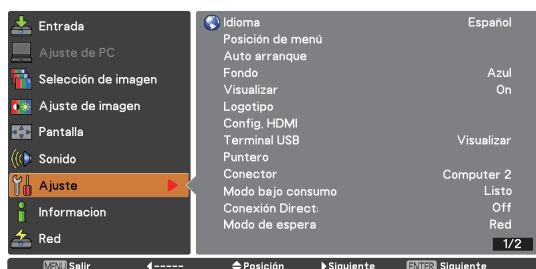 Entrada
Ajuste de PC
Selección de imagen
Ajuste de imagen
Pantalla
Sonido
Ajuste
Informacion
Red
Idioma Español
Posición de menú
Auto arranque
Fondo Azul
Visualizar On
Logotipo
Config. HDMI
Terminal USB Visualizar
Puntero
Conector Computer 2
Modo bajo consumo Listo
Conexión Direct: Off
Modo de espera Red
1/2
MENU Salir ◄----- Posición ►Siguiente ENTER Siguiente